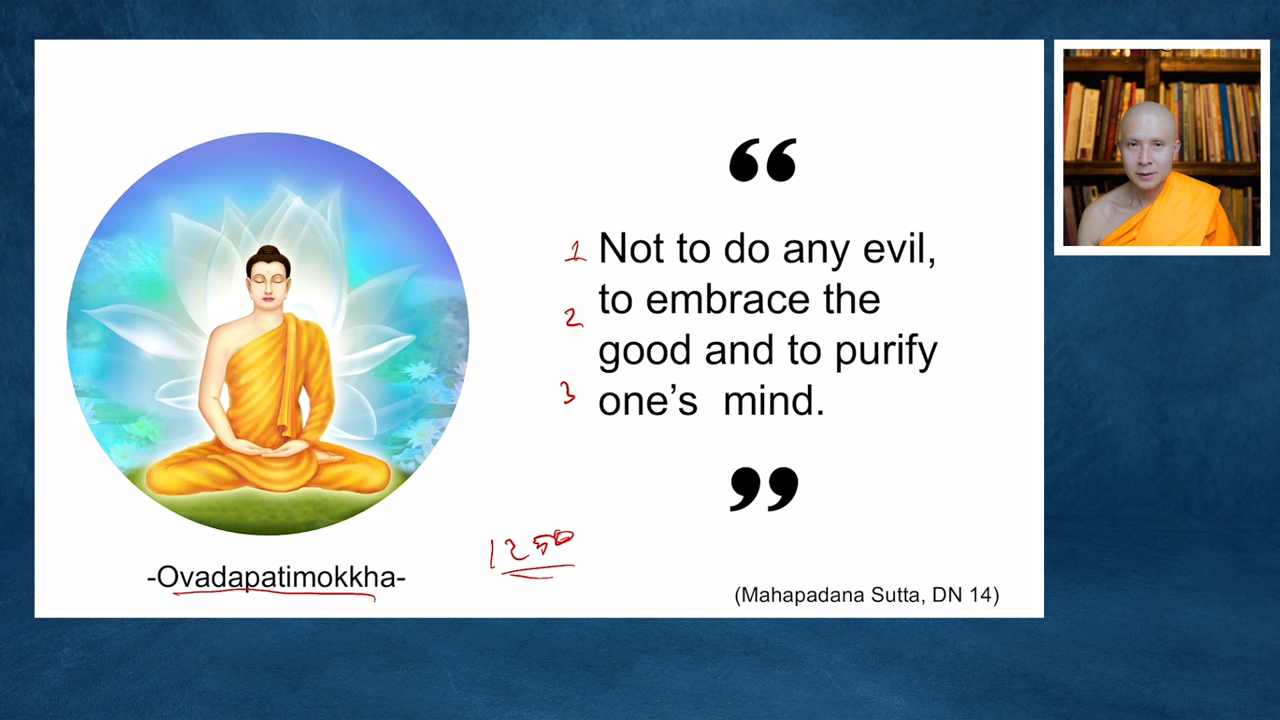 “
1 Not to do any evil,
2 to embrace the
good and to purify
3 one’s mind.
”
1250
-Ovadapatimokkha-
(Mahapadana Sutta, DN 14)